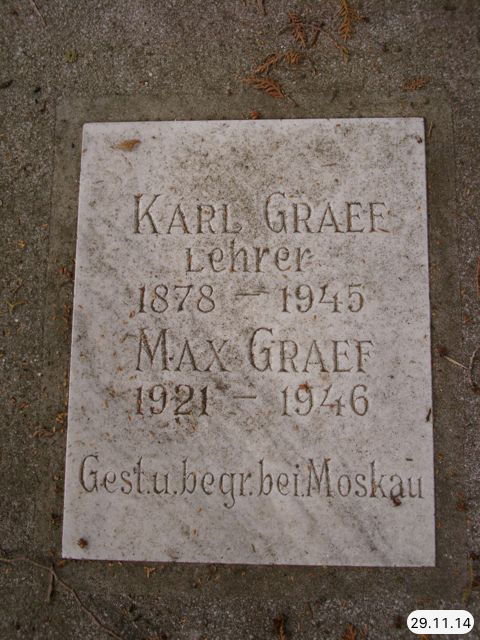 KARL GRAEF
Lehrer
1878 – 1945
MAX GRAEF
1921 – 1946
Gest.u.begr.bei.Moskau
29.11.14